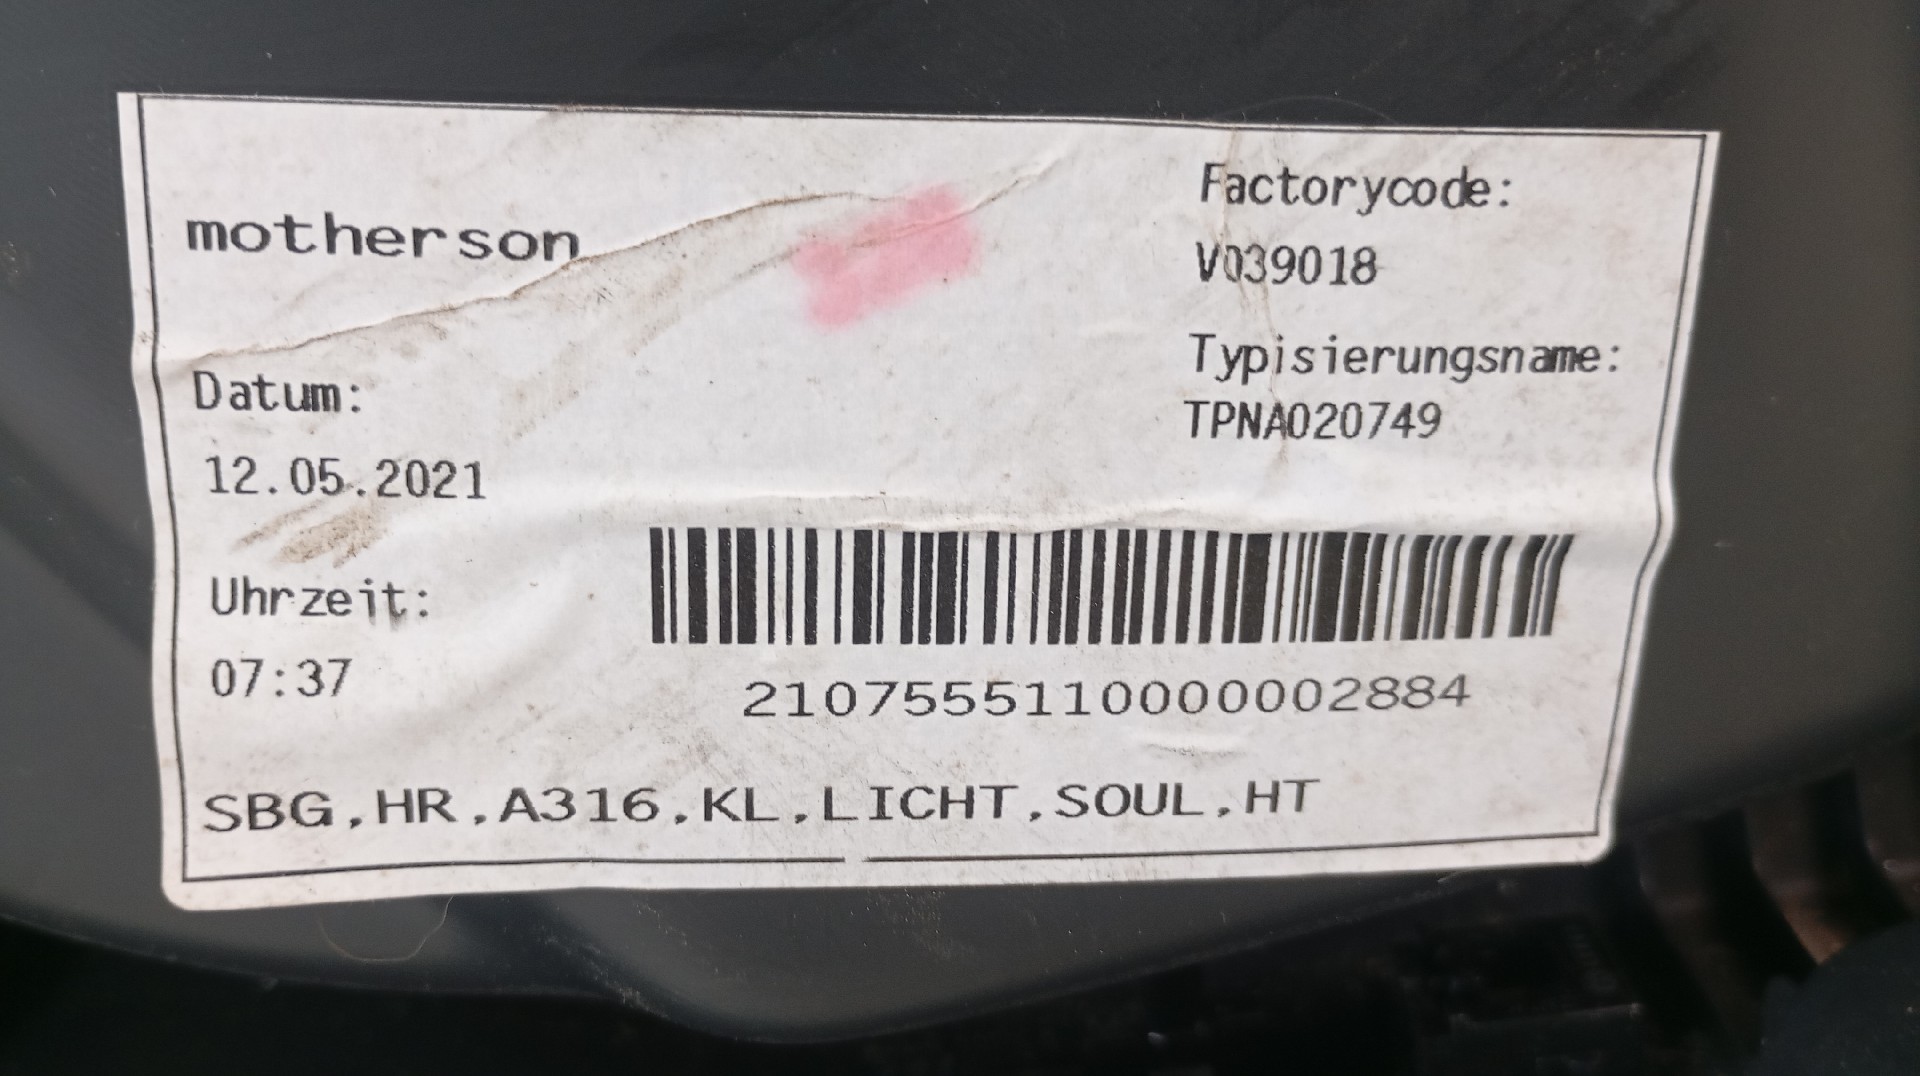 motherson
Datum:
12.05.2021
Uhrzeit:
07:37
Factorycode:
V039018
Typisierungsname:
TPNA020749
2107555110000002884
SBG,HR,A316,KL,LICHT,SOUL,HT